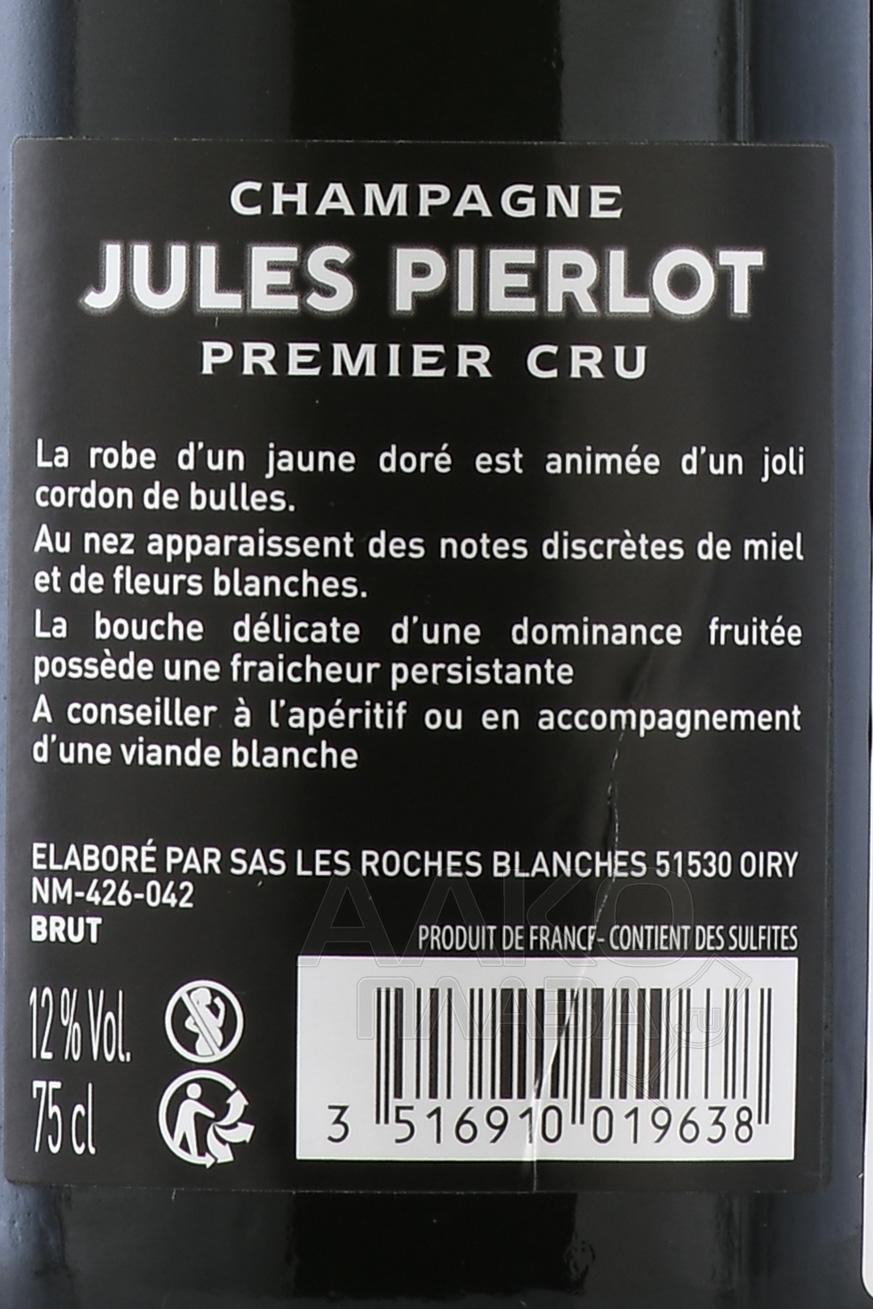 CHAMPAGNE
JULES PIERLOT
PREMIER CRU
La robe d'un jaune doré est animée d'un joli
cordon de bulles.
Au nez apparaissent des notes discrètes de miel
et de fleurs blanches.
La bouche délicate d'une dominance fruitée
possède une fraicheur persistante
A conseiller à l'apéritif ou en accompagnement
d'une viande blanche
ELABORÉ PAR SAS LES ROCHES BLANCHES 51530 OIRY
NM-426-042
BRUT
PRODUIT DE FRANCE - CONTIENT DES SULFITES
12 % Vol.
75 cl
3 516910 019638
АЛКО
ПЛАЗА.ru